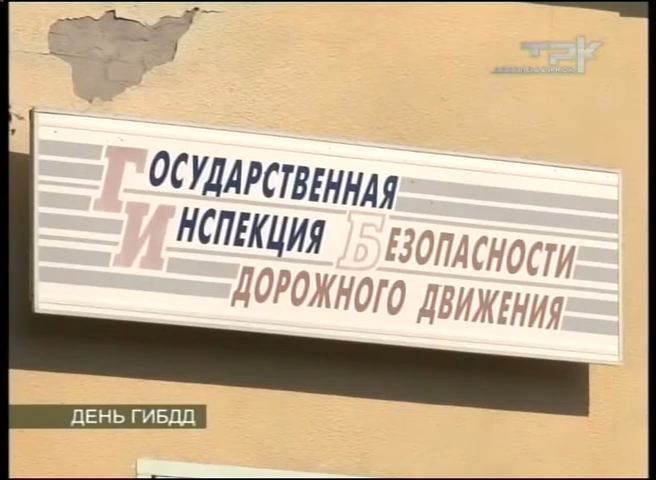 ТРК
ГОСУДАРСТВЕННАЯ
ИНСПЕКЦИЯ БЕЗОПАСНОСТИ
ДОРОЖНОГО ДВИЖЕНИЯ
ДЕНЬ ГИБДД